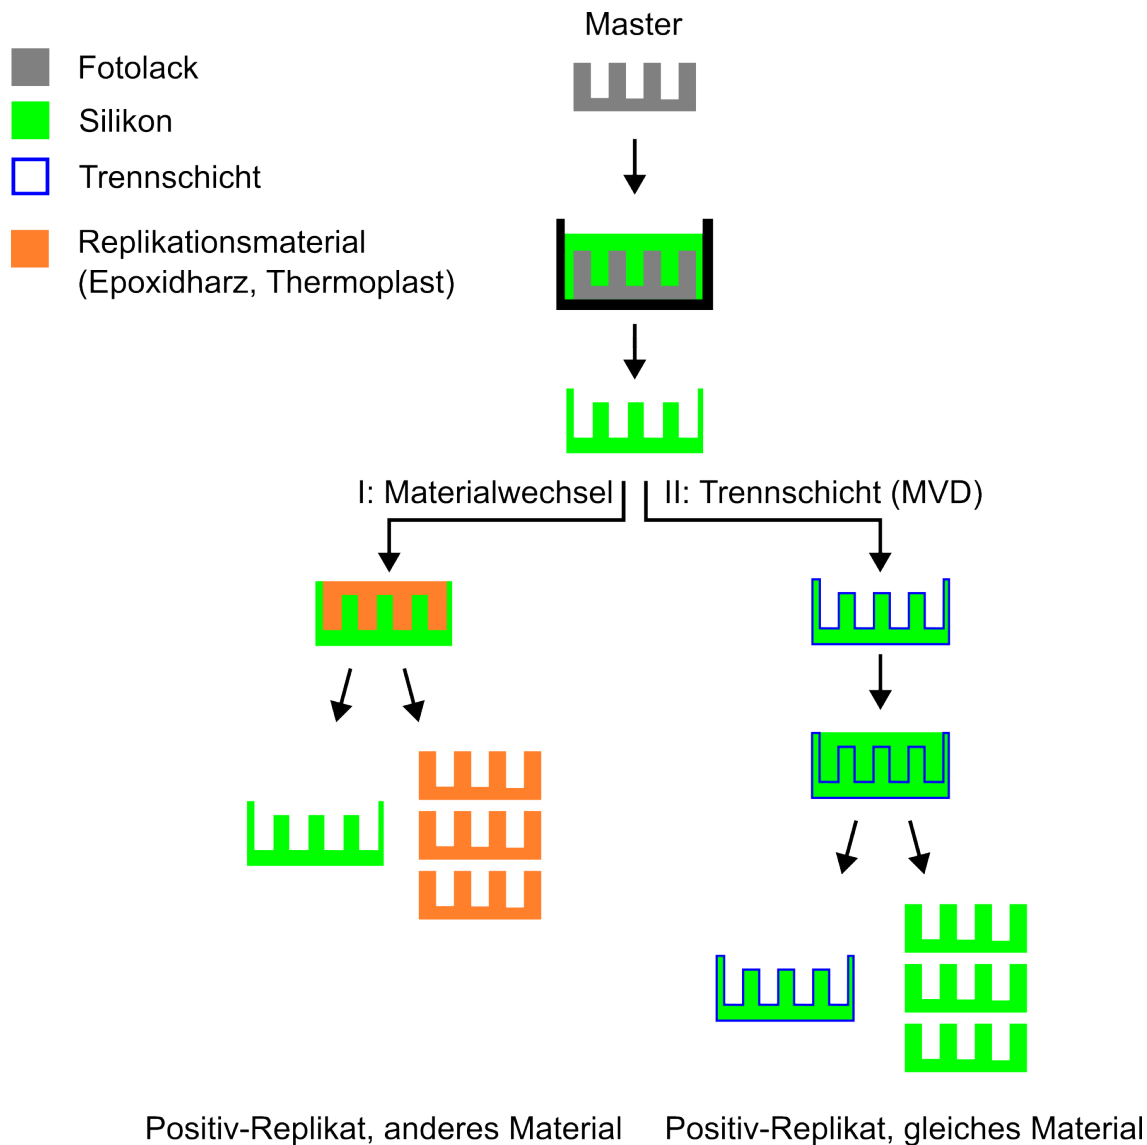 Master
Fotolack
Silikon
Trennschicht
Replikationsmaterial
(Epoxidharz, Thermoplast)
I: Materialwechsel
II: Trennschicht (MVD)
Positiv-Replikat, anderes Material
Positiv-Replikat, gleiches Material